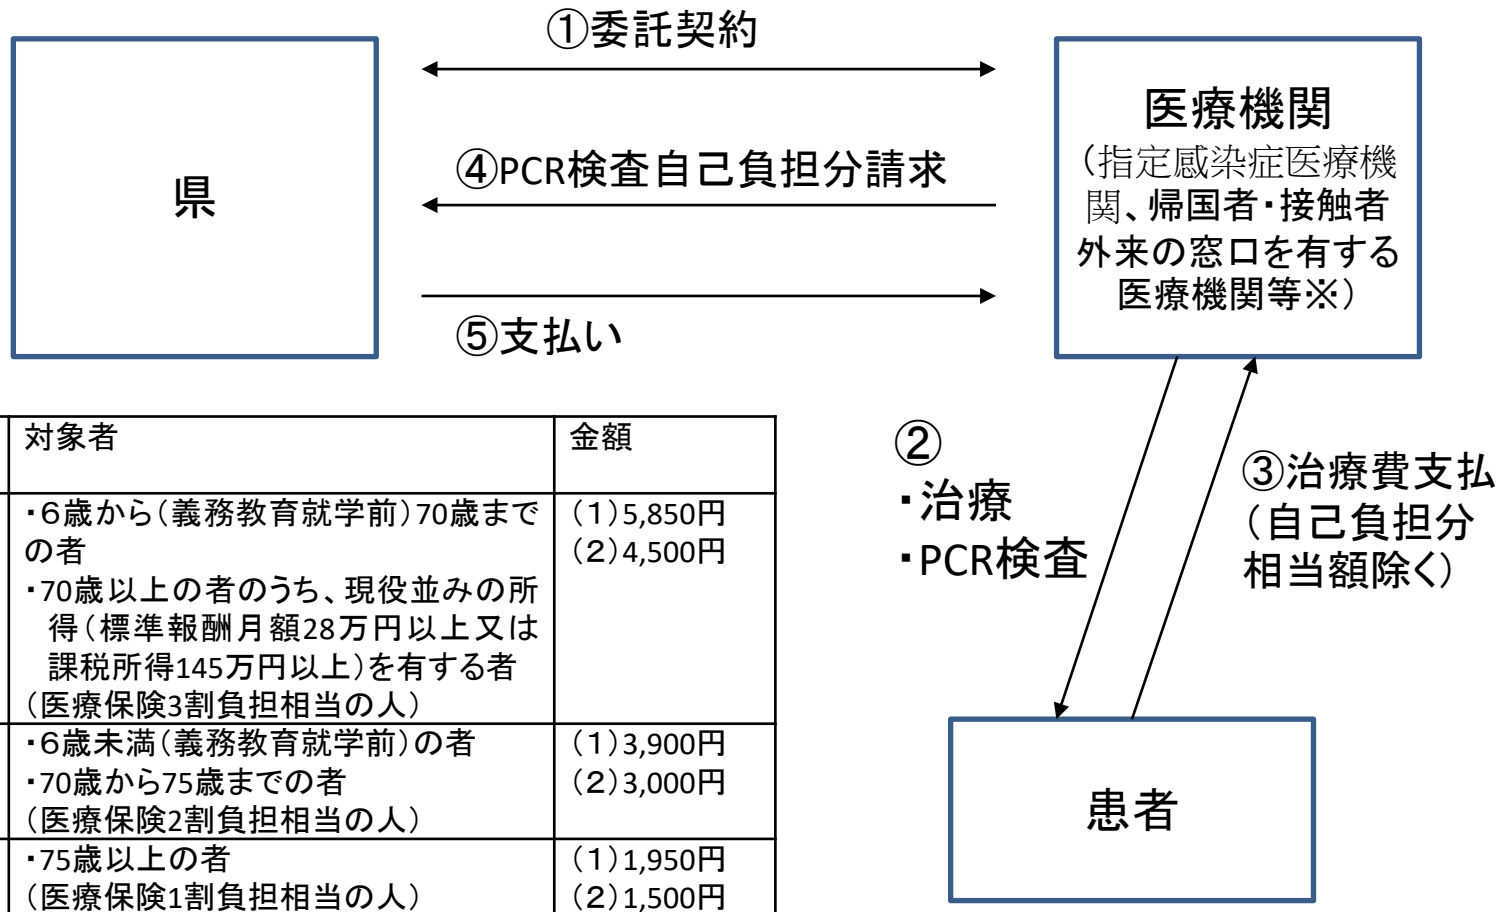 ①委託契約
県
④PCR検査自己負担分請求
⑤支払い
医療機関
（指定感染症医療機
関、帰国者・接触者
外来の窓口を有する
医療機関等※）
対象者
金額
・６歳から（義務教育就学前）70歳まで
の者
・70歳以上の者のうち、現役並みの所
得（標準報酬月額28万円以上又は
課税所得145万円以上）を有する者
（医療保険3割負担相当の人）
（１）5,850円
（２）4,500円
・６歳未満（義務教育就学前）の者
・70歳から75歳までの者
（医療保険2割負担相当の人）
（１）3,900円
（２）3,000円
・75歳以上の者
（医療保険1割負担相当の人）
（１）1,950円
（２）1,500円
②
・治療
・PCR検査
③治療費支払
（自己負担分
相当額除く）
患者